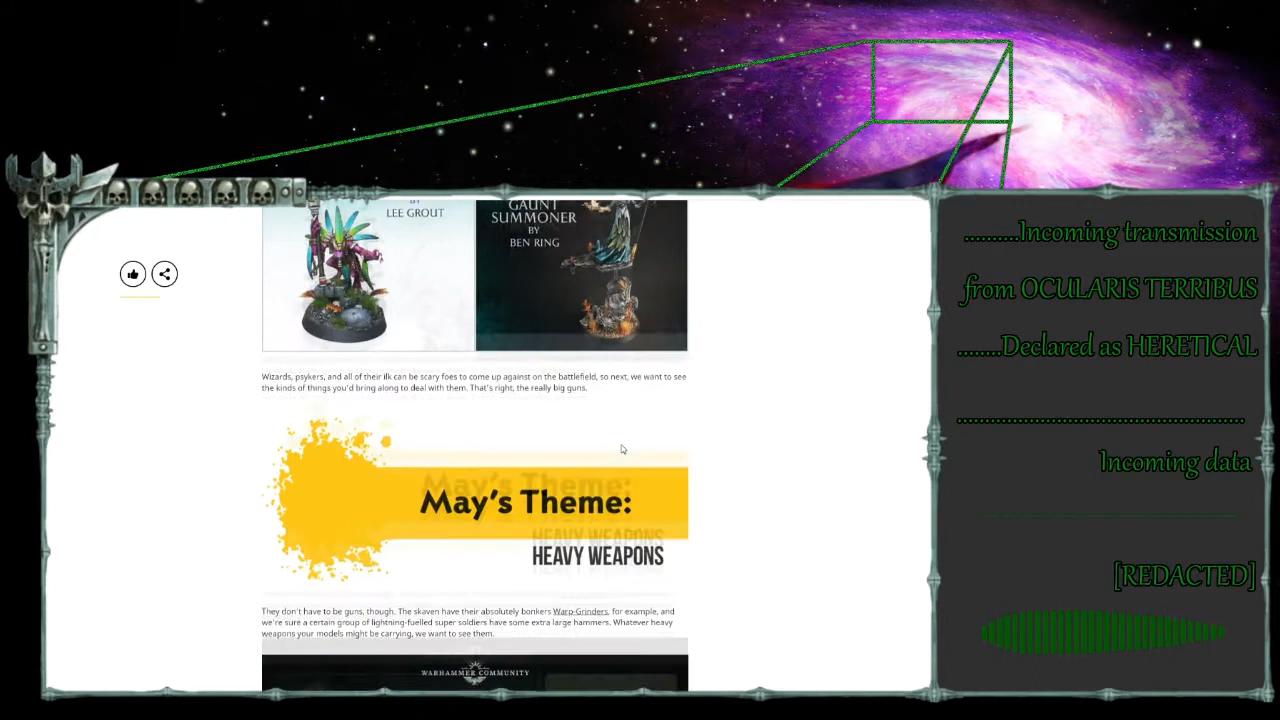 BY
LEE GROUT
GAUNT
SUMMONER
BY
BEN RING
Wizards, psykers, and all of their ilk can be scary foes to come up against on the battlefield, so next, we want to see
the kinds of things you'd bring along to deal with them. That's right, the really big guns.
May's Theme:
HEAVY WEAPONS
They don't have to be guns, though. The skaven have their absolutely bonkers Warp-Grinders, for example, and
we're sure a certain group of lightning-fuelled super soldiers have some extra large hammers. Whatever heavy
weapons your models might be carrying, we want to see them.
WARHAMMER COMMUNITY
..........Incoming transmission
from OCULARIS TERRIBUS
........Declared as HERETICAL
.....................................................
Incoming data
[REDACTED]